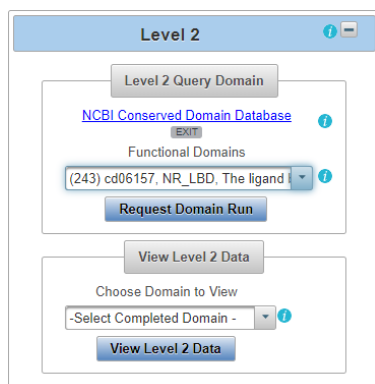 Level 2
i
Level 2 Query Domain
NCBI Conserved Domain Database
i
EXIT
Functional Domains
(243) cd06157, NR_LBD, The ligand
i
Request Domain Run
View Level 2 Data
Choose Domain to View
-Select Completed Domain -
i
View Level 2 Data